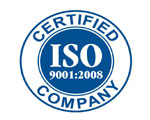 CERTIFIED
ISO
9001:2008
COMPANY